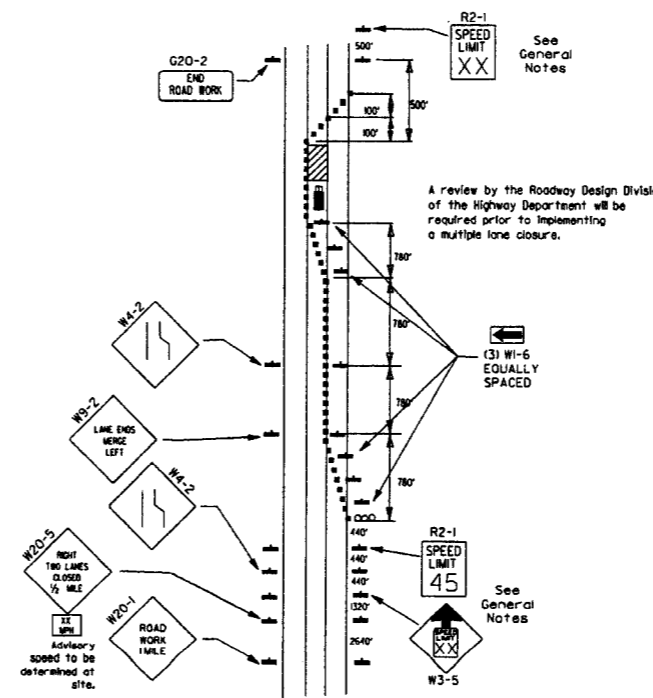 R2-1
SPEED
LIMIT
XX
See
General
Notes
500'
G20-2
END
ROAD WORK
500'
100'
100'
A review by the Roadway Design Divisi
of the Highway Department will be
required prior to implementing
a multiple lane closure.
780'
780'
W4-2
(3) W1-6
EQUALLY
SPACED
780'
W9-2
LANE ENDS
MERGE
LEFT
780'
W4-2
440'
R2-1
SPEED
LIMIT
45
440'
W20-5
RIGHT
TWO LANES
CLOSED
½ MILE
440'
See
General
Notes
1320'
XX
MPH
W20-1
ROAD
WORK
1 MILE
SPEED
LIMIT
XX
Advisory
speed to be
determined at
site.
2640'
W3-5